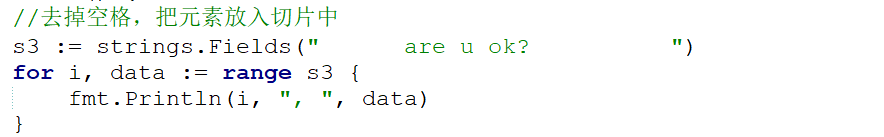 //去掉空格，把元素放入切片中
s3 := strings.Fields("      are u ok?          ")
for i, data := range s3 {
    fmt.Println(i, ", ", data)
}